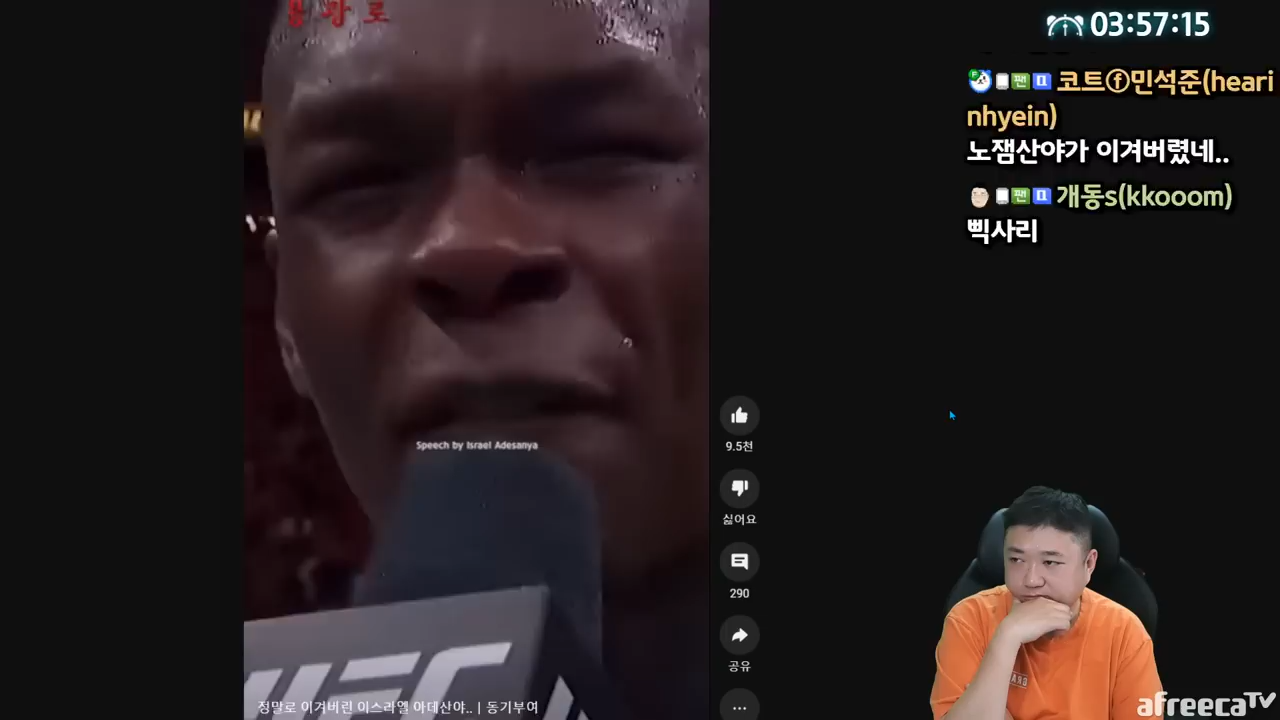 광로
03:57:15
코트ⓕ민석준(heari
nhyein)
노잼산야가 이겨버렸네..
개동s(kkooom)
삑사리
Speech by Israel Adesanya
9.5천
싫어요
290
공유
UFC
정말로 이겨버린 이스라엘 아데산야.. | 동기부여
afreecaTV